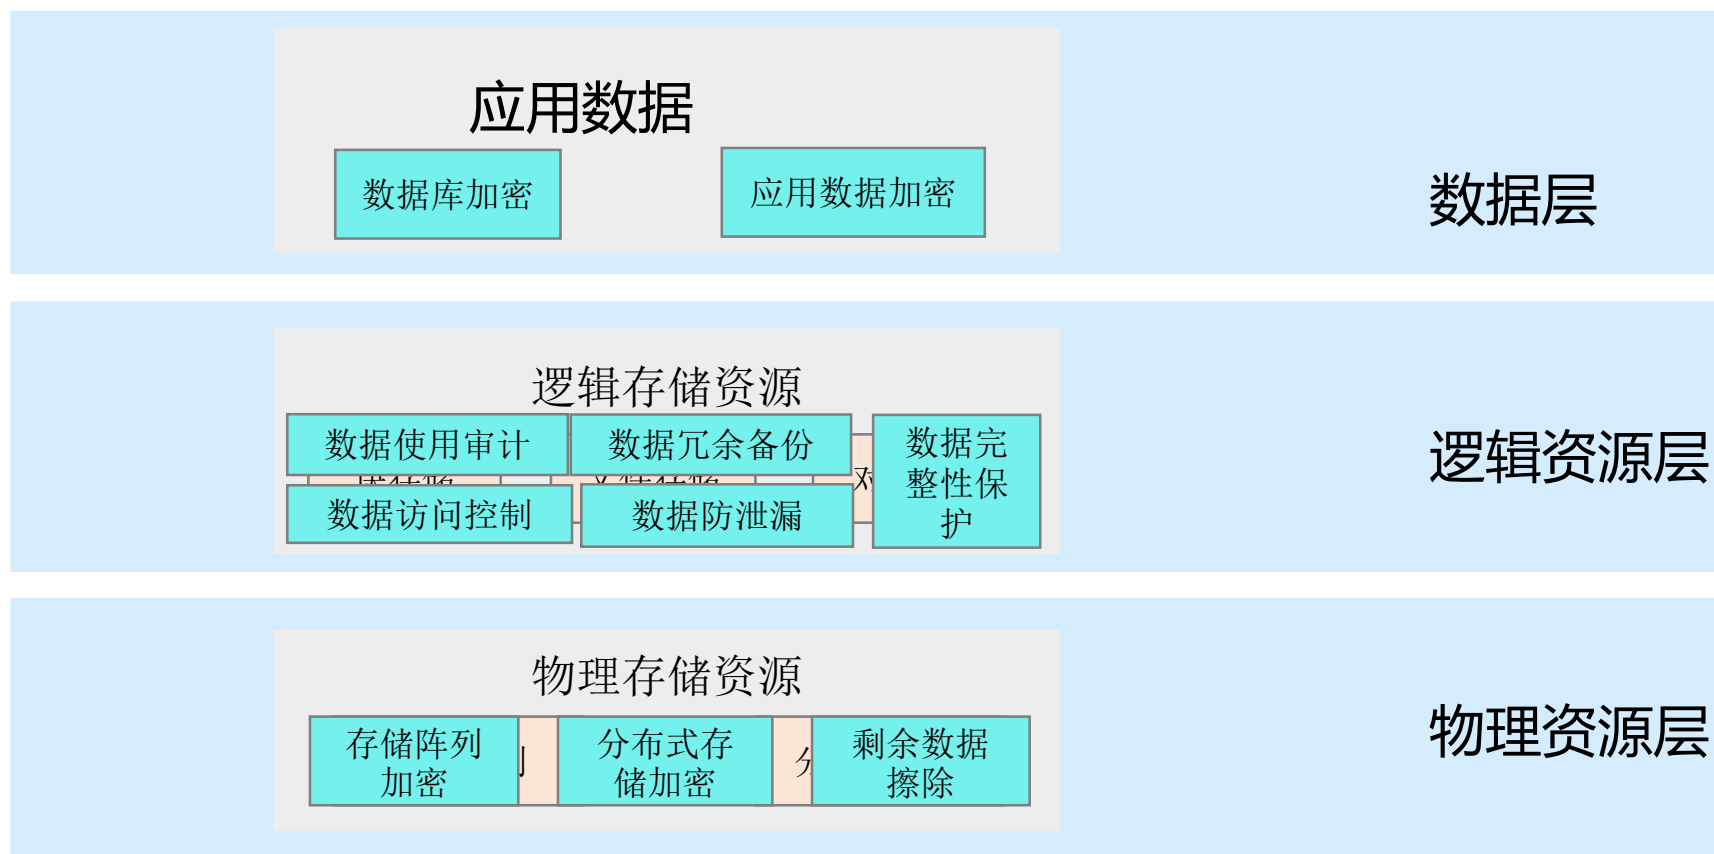 应用数据
数据库加密
应用数据加密
数据层
逻辑存储资源
数据使用审计
数据冗余备份
数据完
整性保
护
数据访问控制
数据防泄漏
逻辑资源层
物理存储资源
存储阵列
加密
分布式存
储加密
剩余数据
擦除
物理资源层